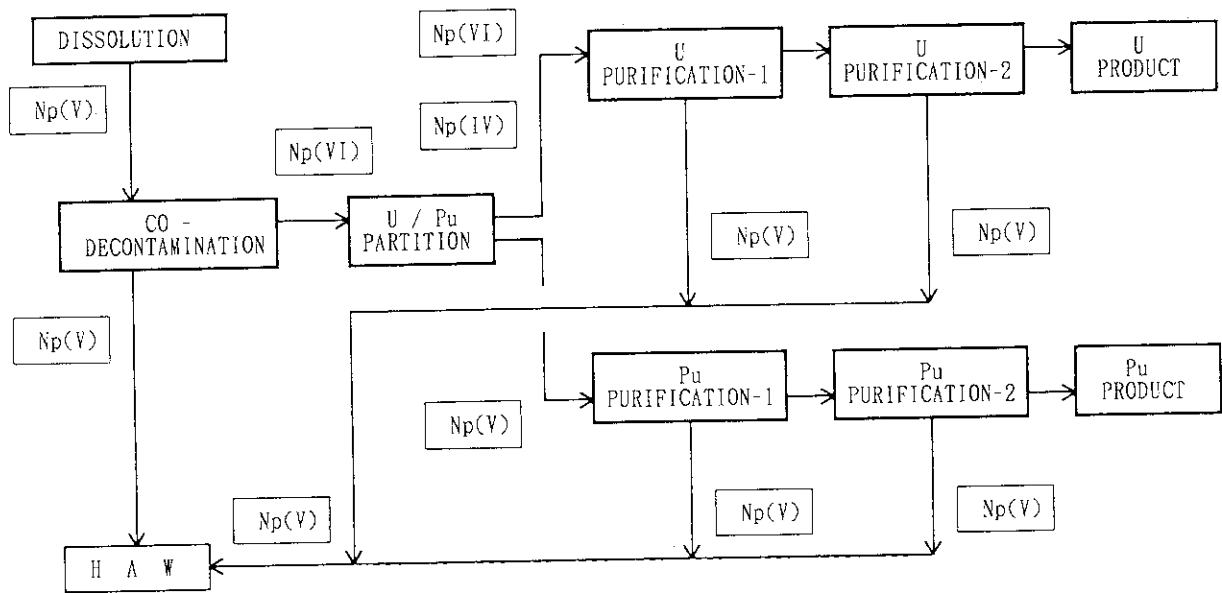 DISSOLUTION
Np(V)
Np(VI)
Np(IV)
U
PURIFICATION-1
U
PURIFICATION-2
U
PRODUCT
Np(VI)
CO -
DECONTAMINATION
U / Pu
PARTITION
Np(V)
Np(V)
Np(V)
Pu
PURIFICATION-1
Pu
PURIFICATION-2
Pu
PRODUCT
Np(V)
Np(V)
Np(V)
Np(V)
H A W